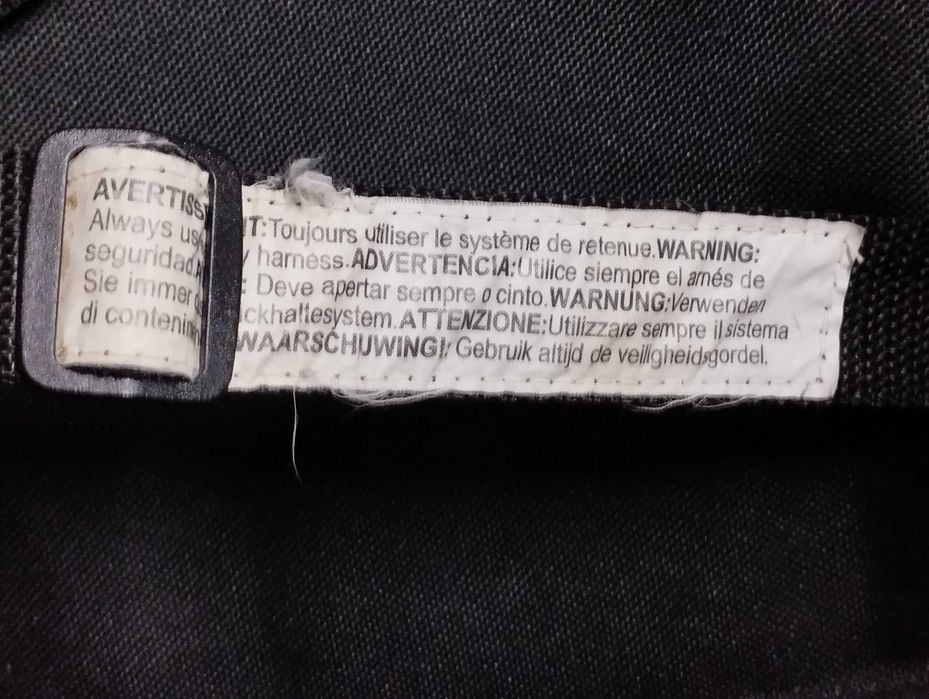 AVERTISS T:Toujours utiliser le système de retenue.WARNING:
Always us y harness.ADVERTENCIA:Utilice siempre el arnés de
seguridad.A : Deve apertar sempre o cinto.WARNUNG:Verwenden
Sie immer ckhaltesystem.ATTENZIONE:Utilizzare sempre il sistema
di contenim WAARSCHUWING!: Gebruik altijd de veiligheidsgordel.